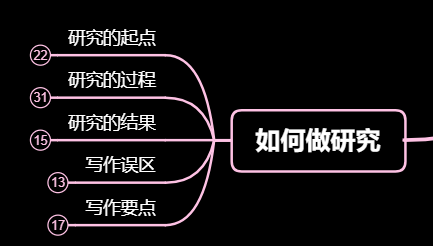 研究的起点
22
研究的过程
31
研究的结果
15
写作误区
13
写作要点
17
如何做研究